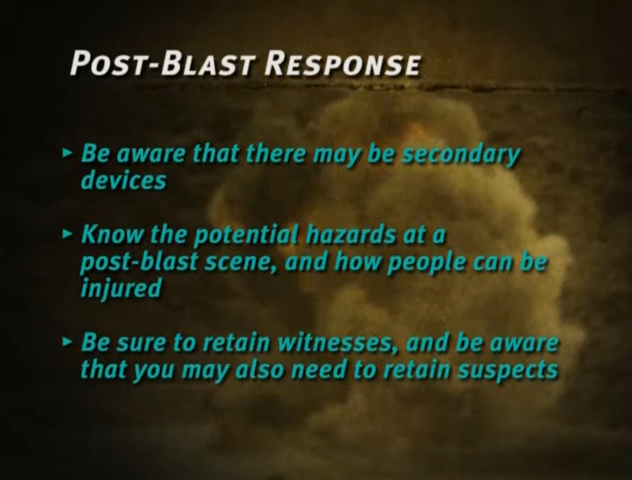 POST-BLAST RESPONSE
▸ Be aware that there may be secondary
devices
▸ Know the potential hazards at a
post-blast scene, and how people can be
injured
▸ Be sure to retain witnesses, and be aware
that you may also need to retain suspects